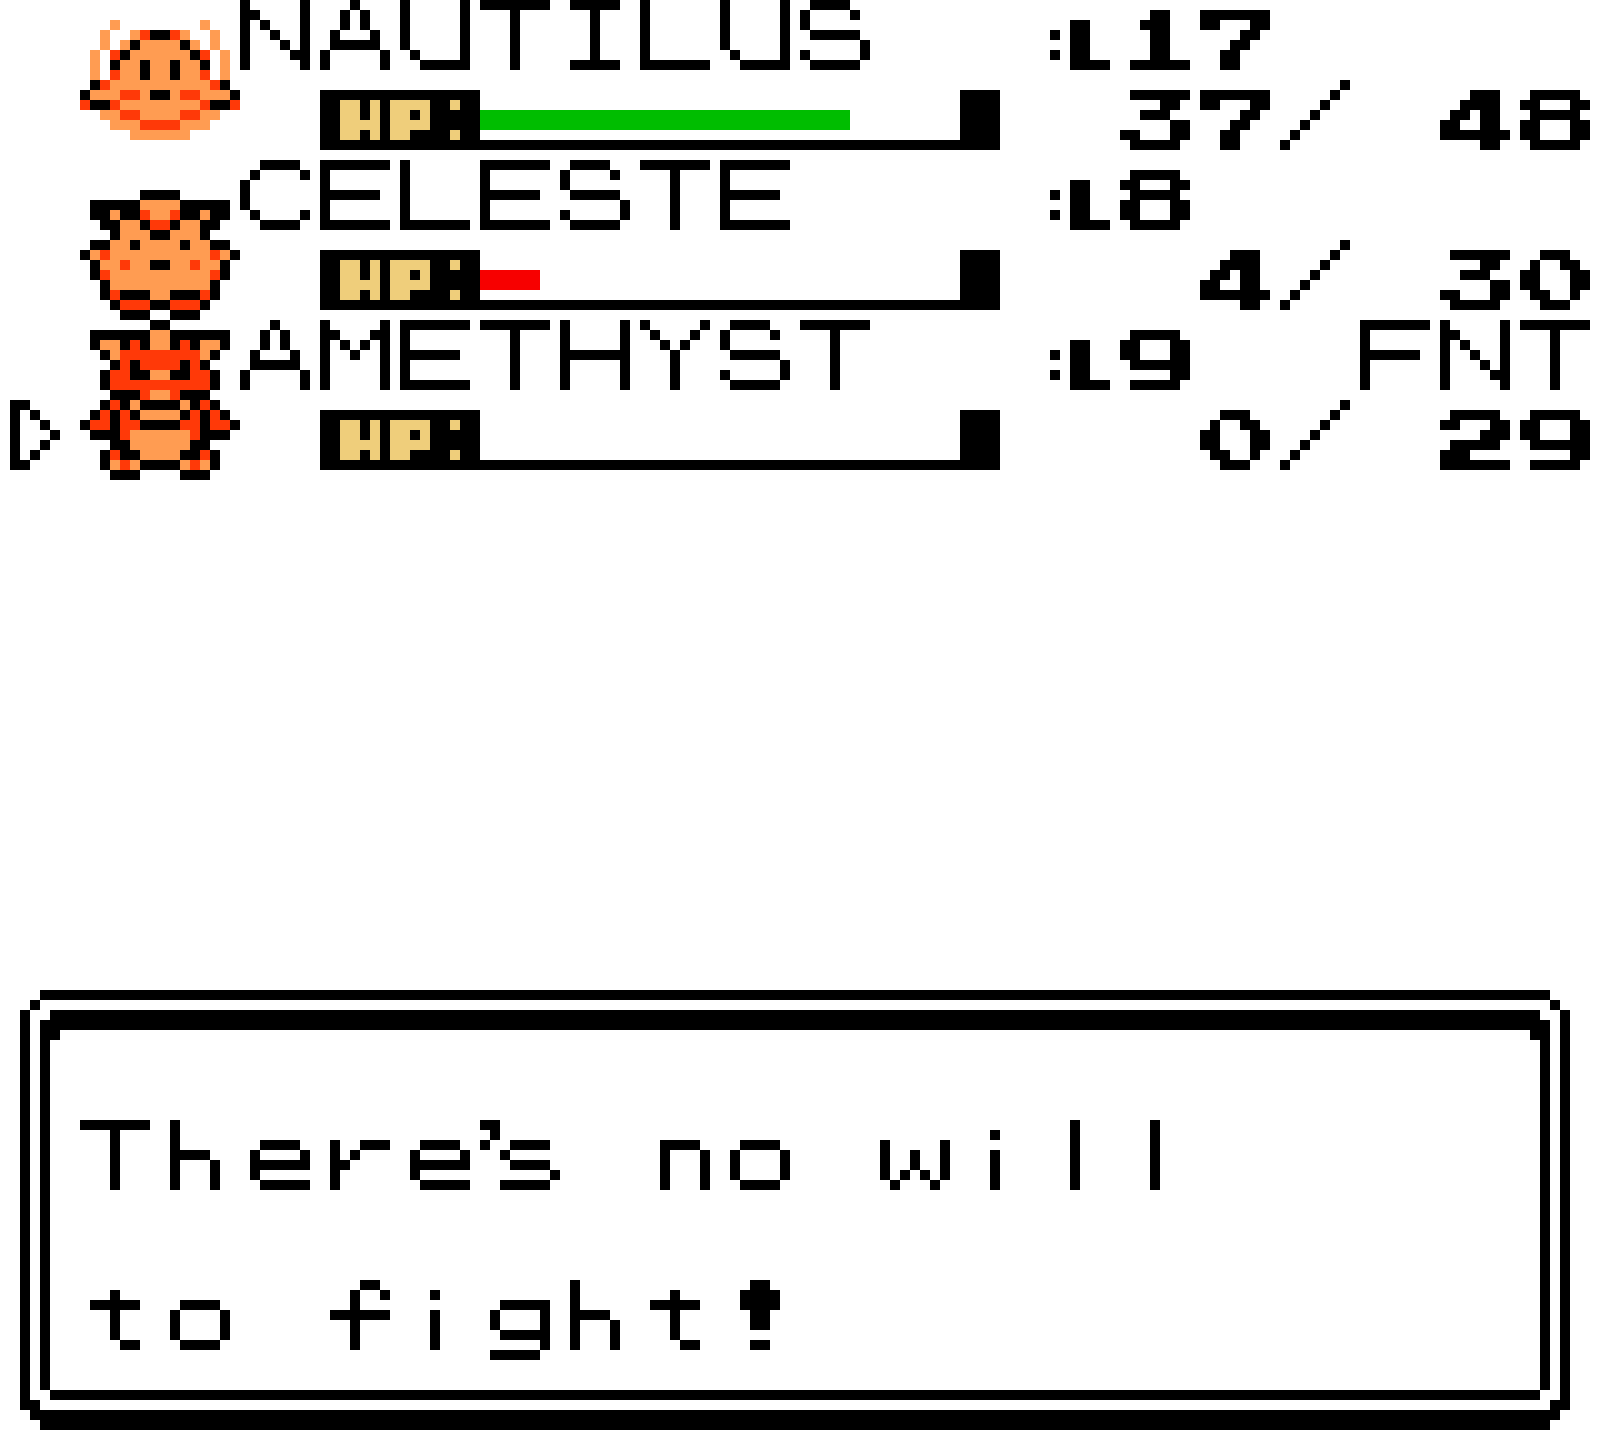 NAUTILUS :L17
HP: 37/ 48
CELESTE :L8
HP: 4/ 30
AMETHYST :L9 FNT
HP: 0/ 29
There's no will
to fight!